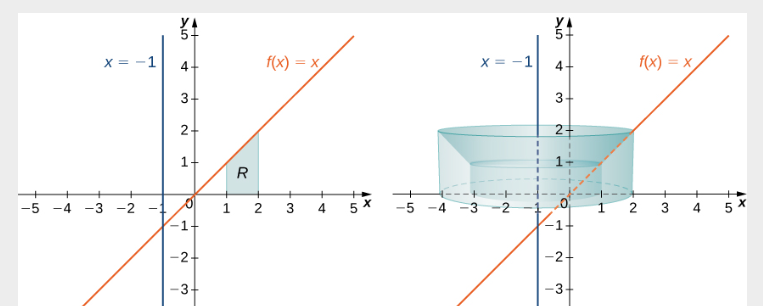 y
5
x = −1
f(x) = x
4
3
2
1
R
−5 −4 −3 −2 −1 0 1 2 3 4 5 x
−1
−2
−3
y
5
x = −1
f(x) = x
4
3
2
1
−5 −4 −3 −2 −1 0 1 2 3 4 5 x
−1
−2
−3